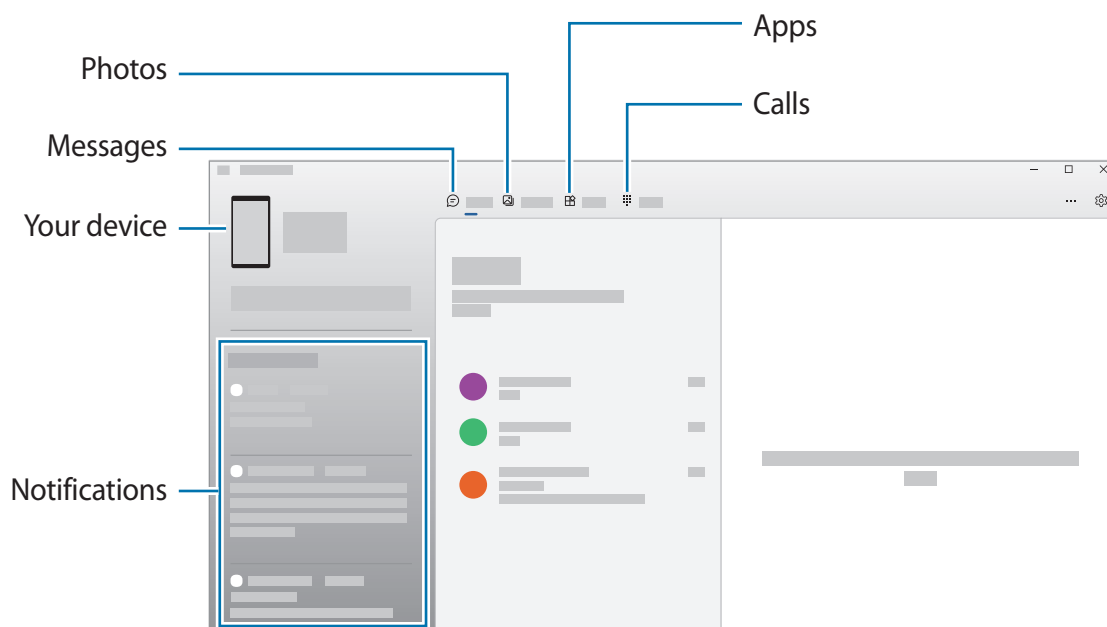 Apps
Photos
Calls
Messages
Your device
Notifications